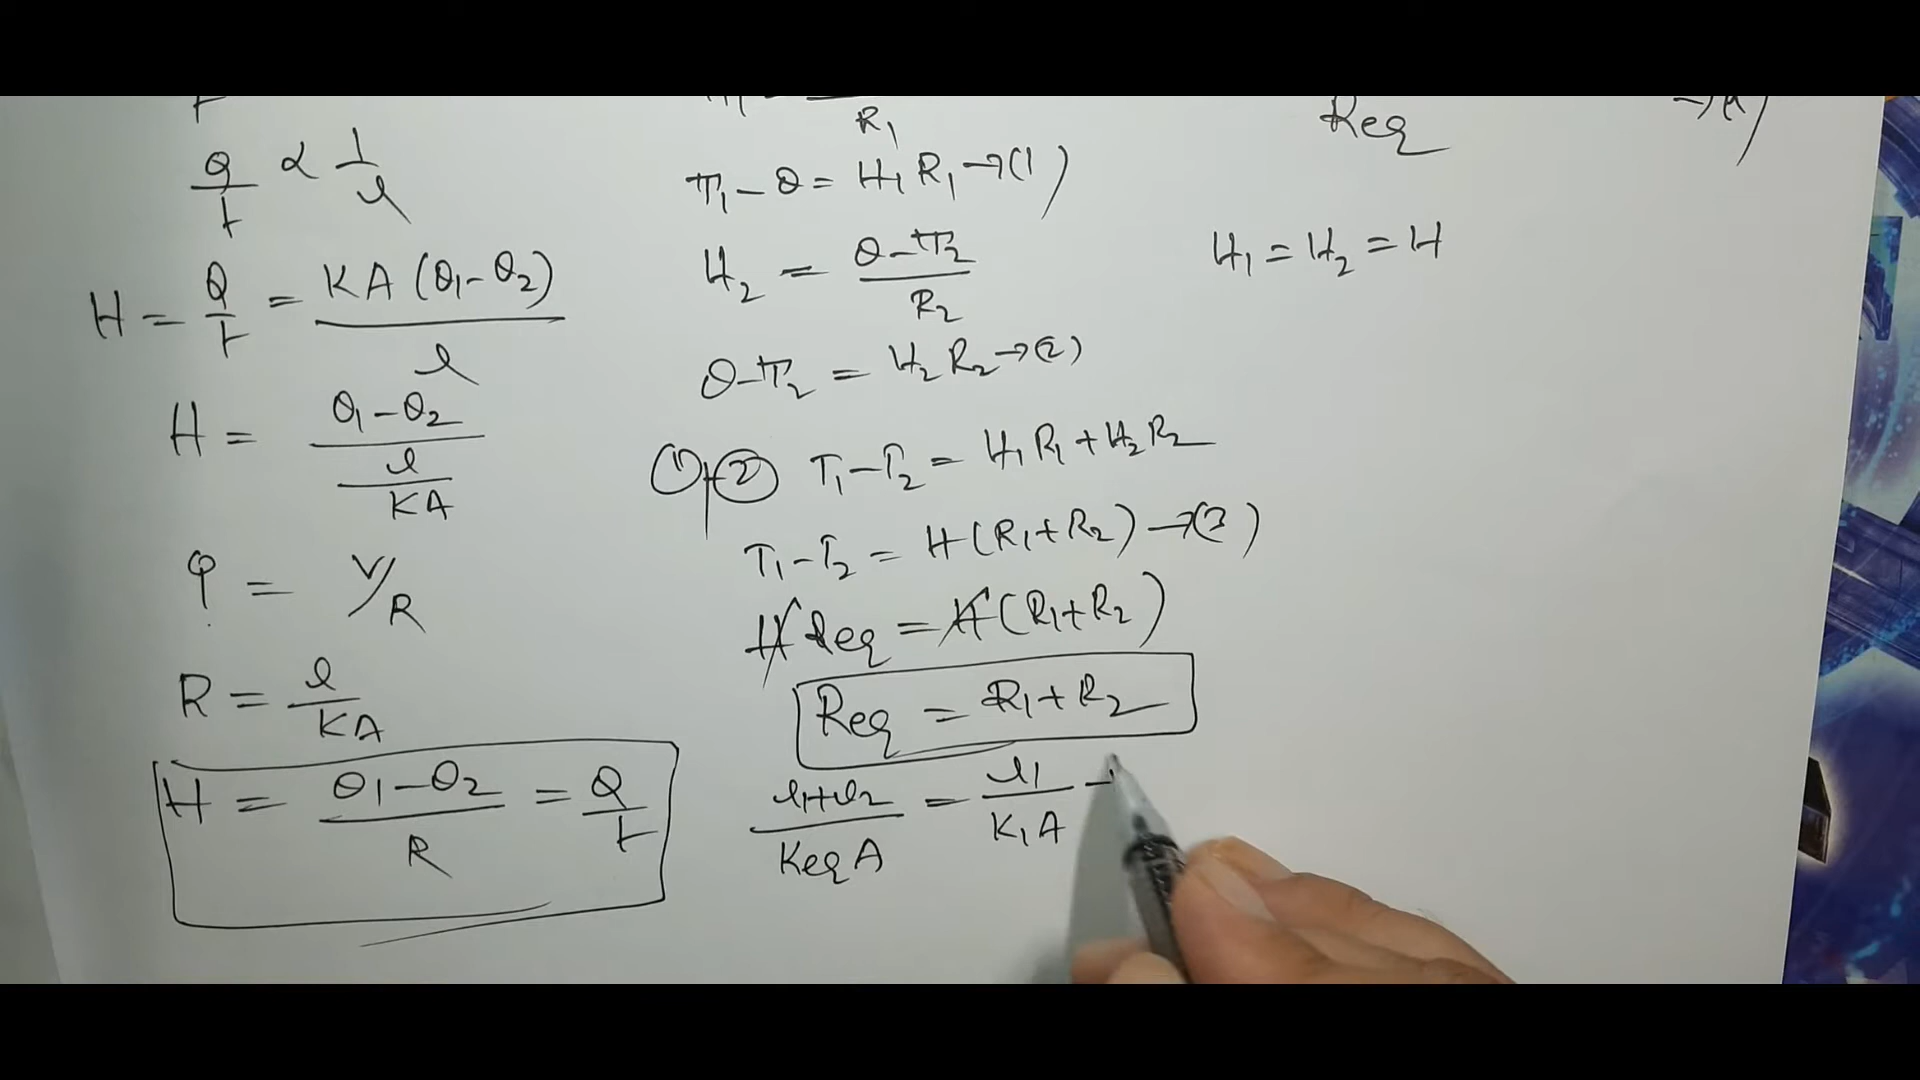 Q/t ∝ 1/l
H = Q/t = KA(θ1-θ2)/l
H = θ1-θ2 / l/KA
i = V/R
R = l/KA
H = θ1-θ2/R = Q/t
R1
T1-θ = H1R1→(1)
H2 = θ-T2/R2
θ-T2 = H2R2→(2)
①+② T1-T2 = H1R1+H2R2
T1-T2 = H(R1+R2)→(3)
H Req = H(R1+R2)
Req = R1+R2
l1+l2/KeqA = l1/K1A
Req
H1 = H2 = H